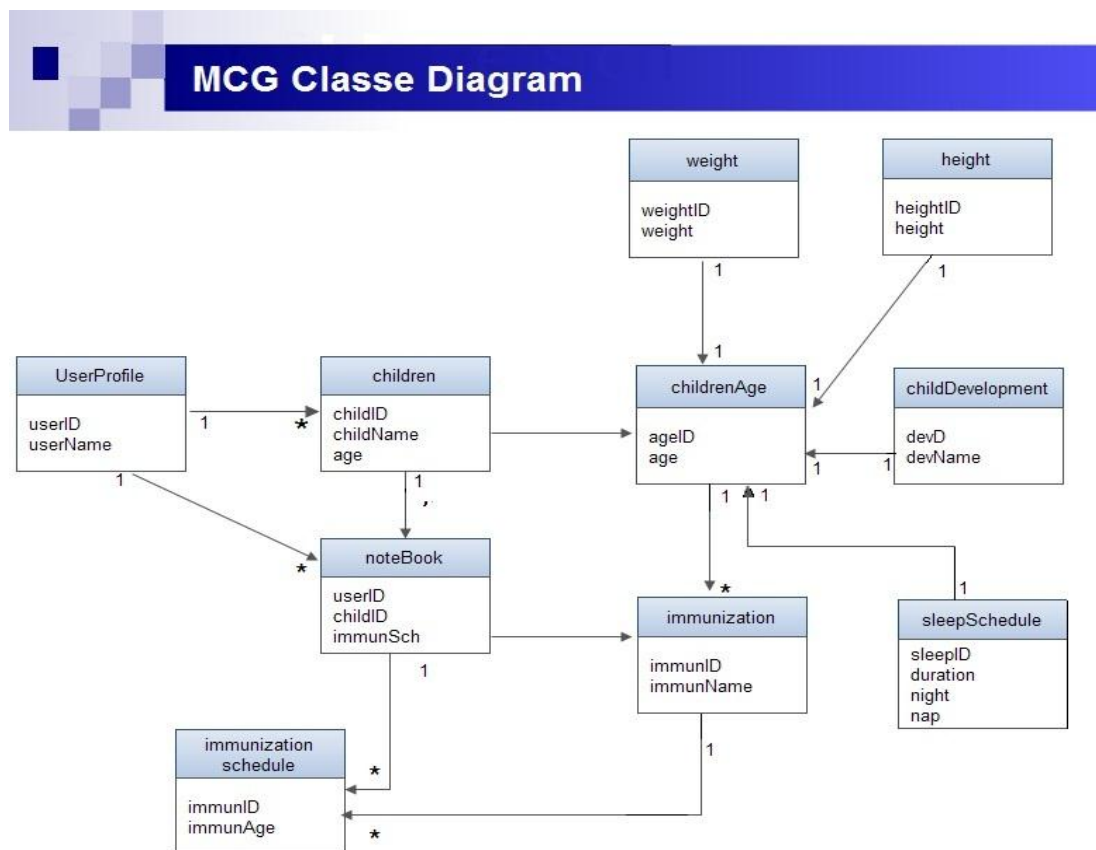 MCG Classe Diagram
weight
weightID
weight
1
1
height
heightID
height
1
1
UserProfile
userID
userName
1
*
1
*
children
childID
childName
age
1
,
childrenAge
ageID
age
1
1
1
*
childDevelopment
devD
devName
1
noteBook
userID
childID
immunSch
1
*
immunization
immunID
immunName
1
*
sleepSchedule
sleepID
duration
night
nap
1
immunization
schedule
immunID
immunAge